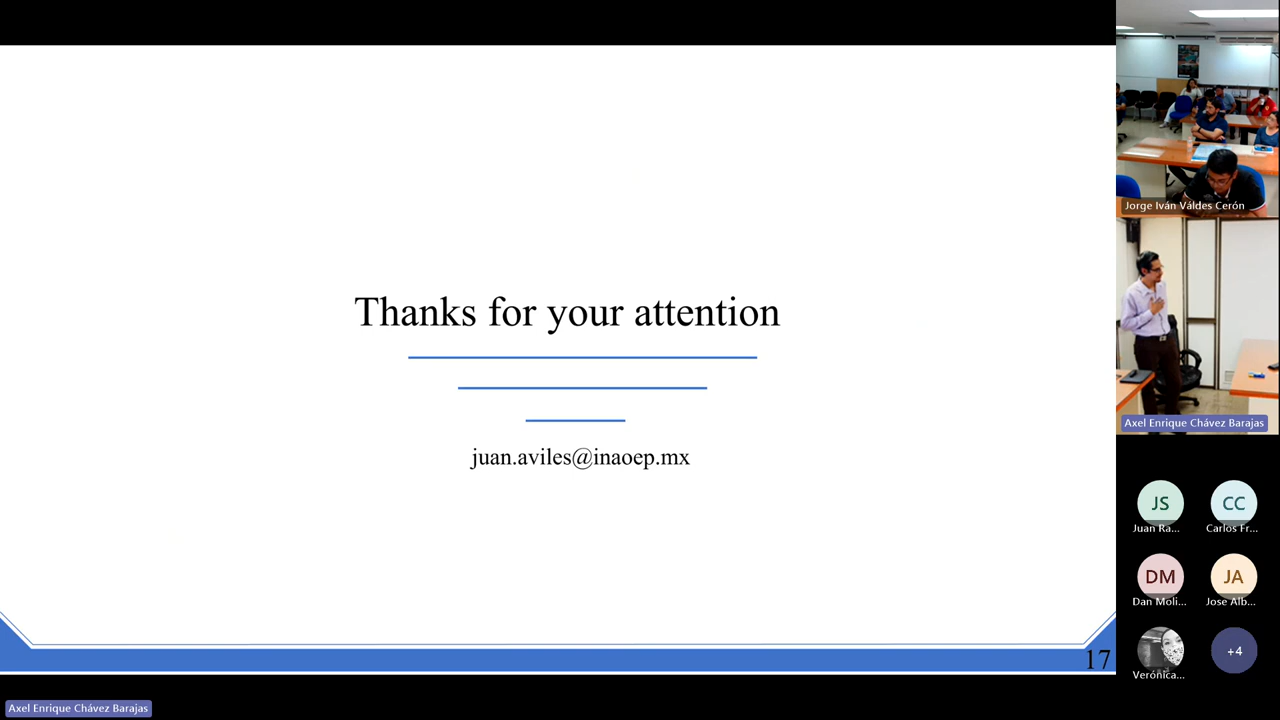 Thanks for your attention
juan.aviles@inaoep.mx
17
Jorge Iván Váldes Cerón
Axel Enrique Chávez Barajas
JS
CC
Juan Ra...
Carlos Fr...
DM
JA
Dan Moli...
Jose Alb...
+4
Verónica...
Axel Enrique Chávez Barajas